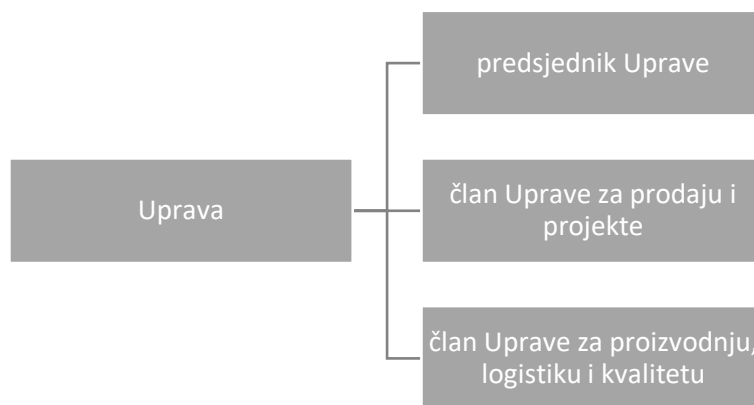 predsjednik Uprave
Uprava
član Uprave za prodaju i
projekte
član Uprave za proizvodnju,
logistiku i kvalitetu